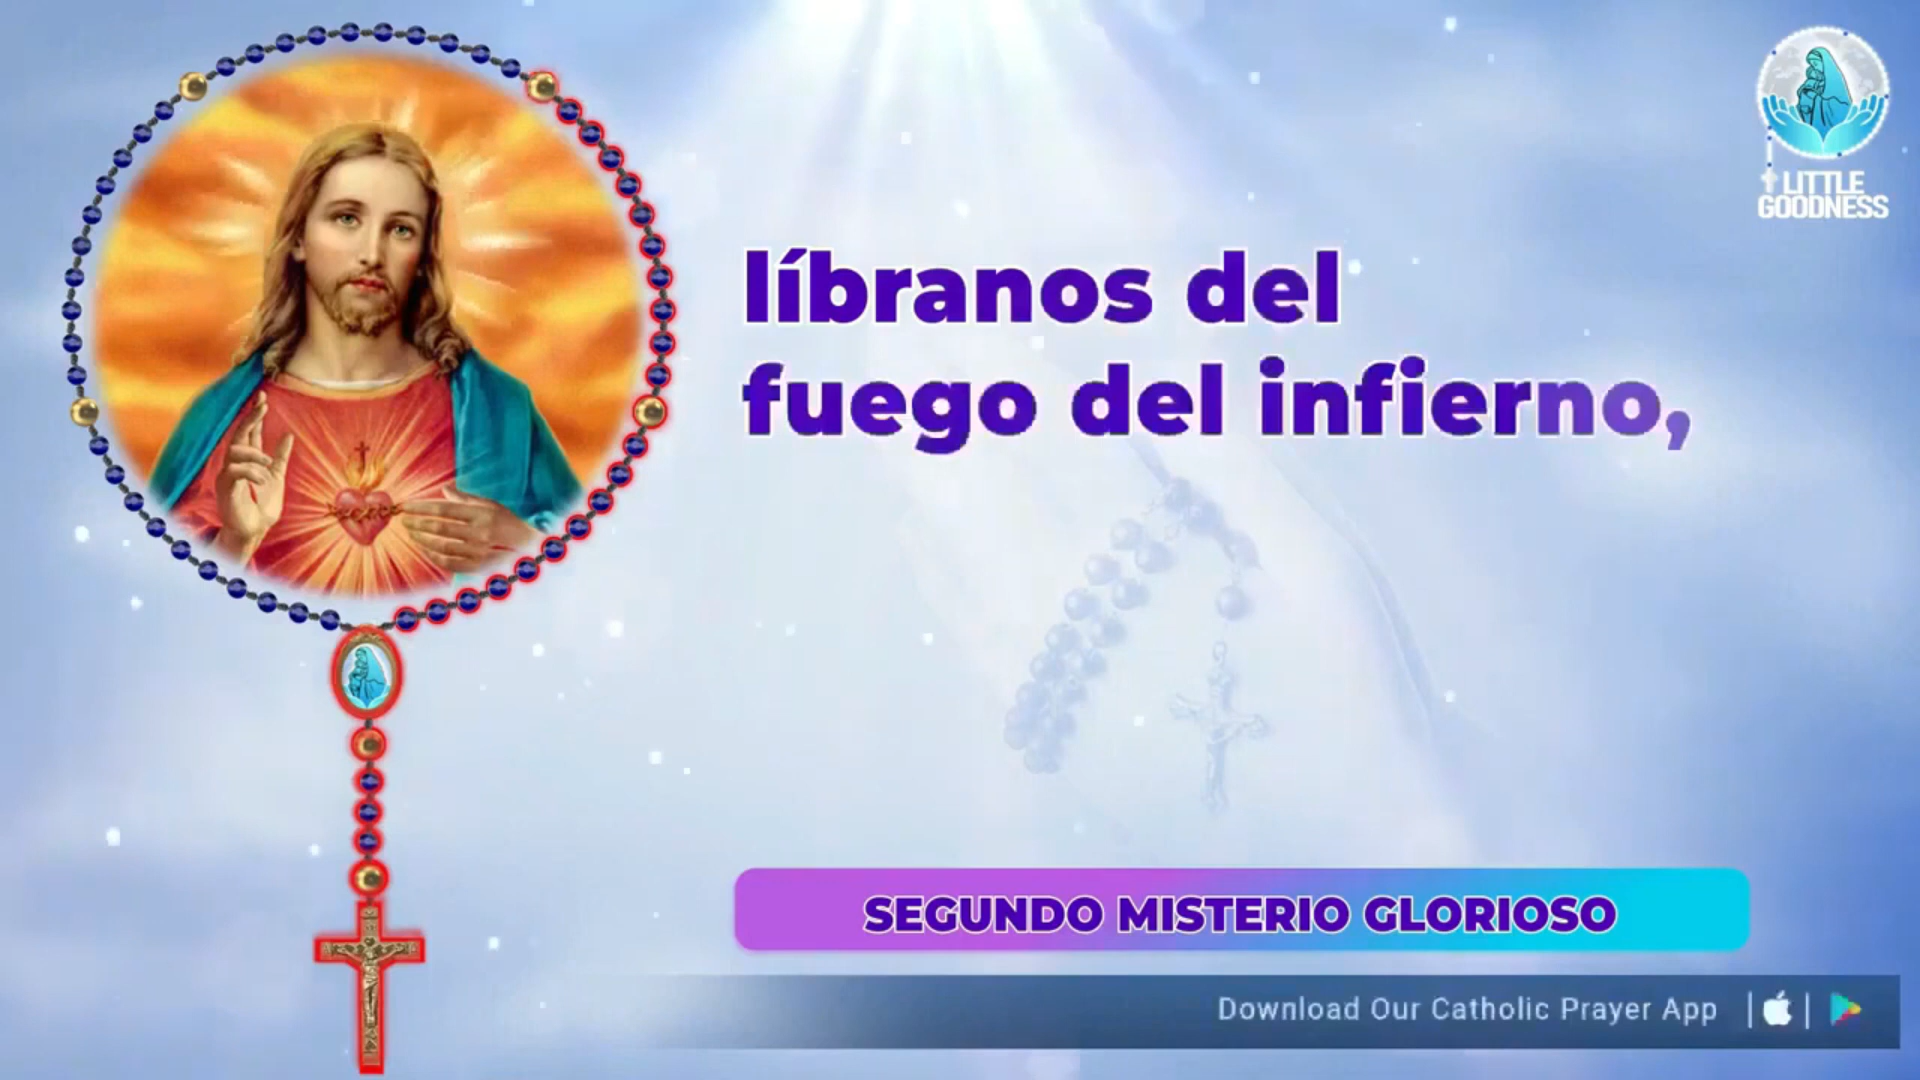 LITTLE
GOODNESS
líbranos del
fuego del infierno,
SEGUNDO MISTERIO GLORIOSO
Download Our Catholic Prayer App